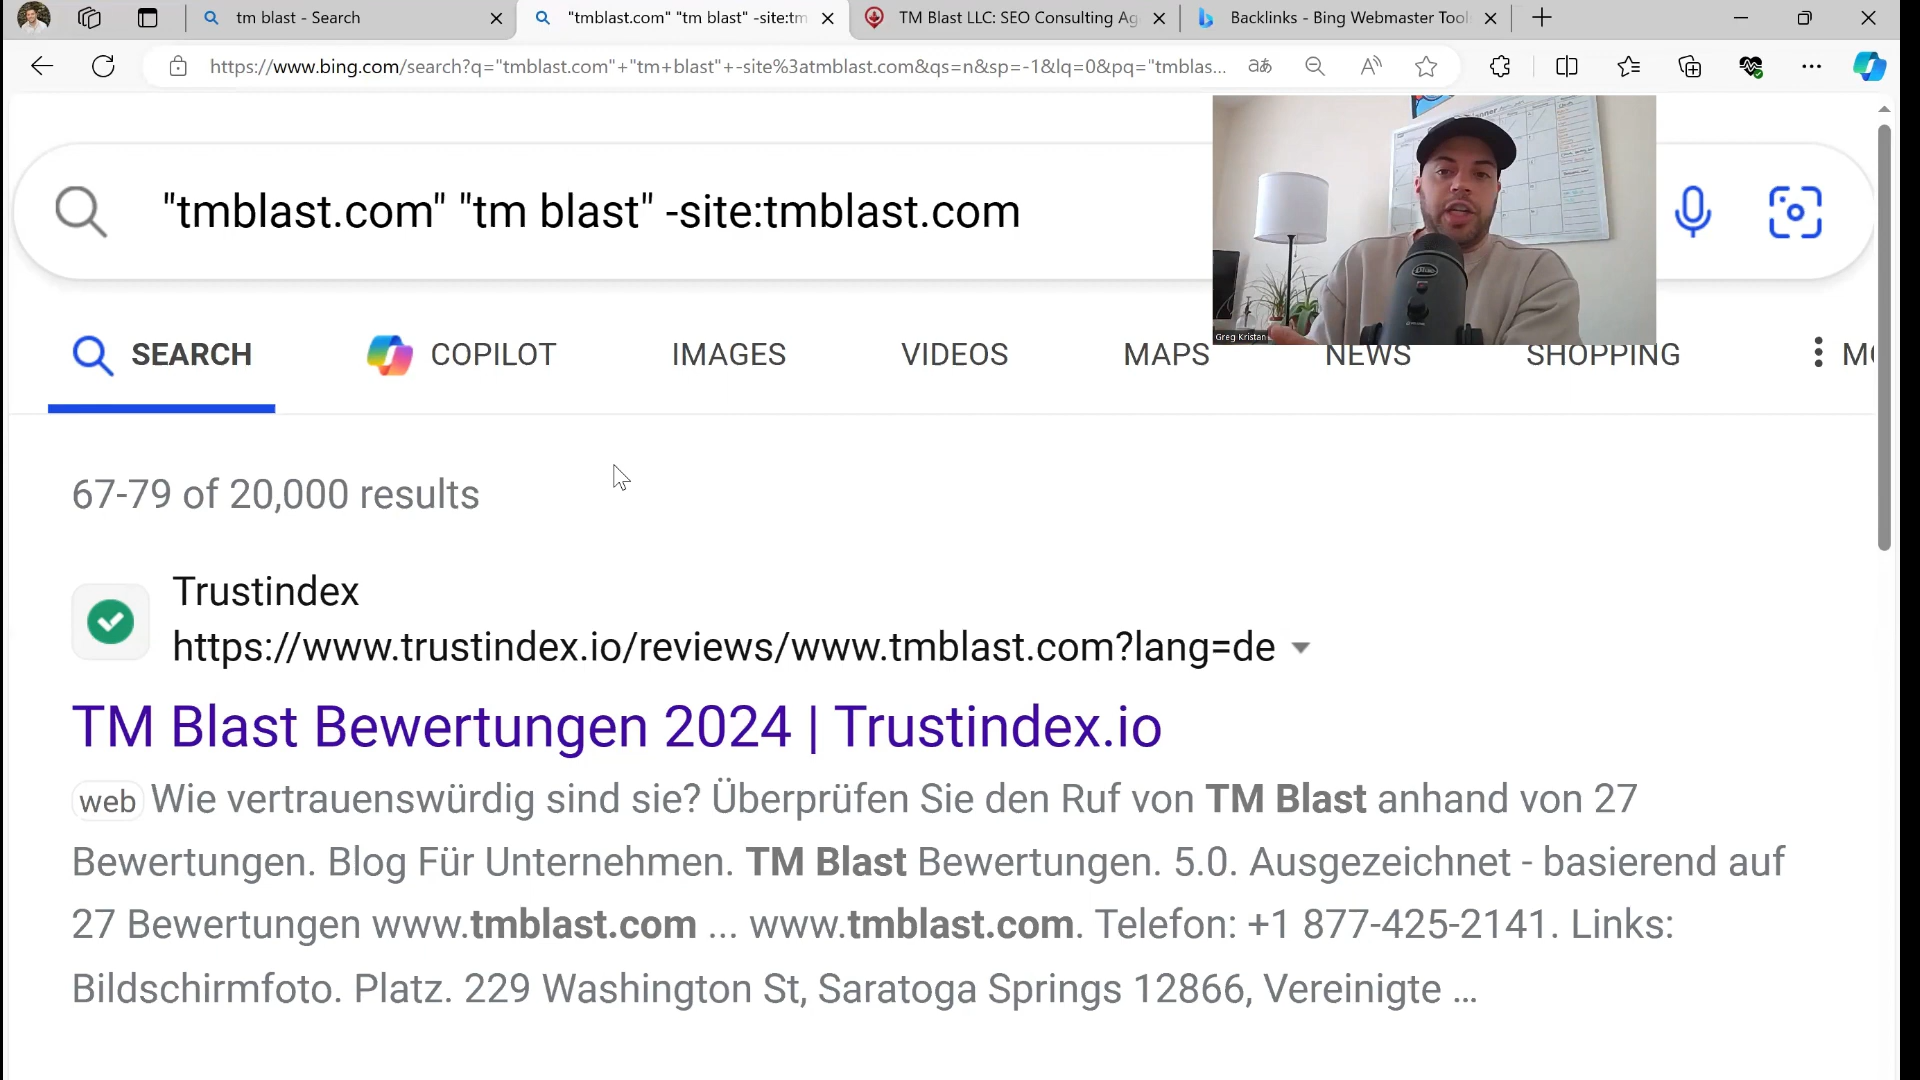 tm blast - Search
"tmblast.com" "tm blast" -site:tm
TM Blast LLC: SEO Consulting Ag
Backlinks - Bing Webmaster Tool
https://www.bing.com/search?q="tmblast.com"+"tm+blast"+-site%3atmblast.com&qs=n&sp=-1&lq=0&pq="tmblas...
"tmblast.com" "tm blast" -site:tmblast.com
Greg Kristan
SEARCH COPILOT IMAGES VIDEOS MAPS NEWS SHOPPING MO
67-79 of 20,000 results
Trustindex
https://www.trustindex.io/reviews/www.tmblast.com?lang=de
TM Blast Bewertungen 2024 | Trustindex.io
web Wie vertrauenswürdig sind sie? Überprüfen Sie den Ruf von TM Blast anhand von 27
Bewertungen. Blog Für Unternehmen. TM Blast Bewertungen. 5.0. Ausgezeichnet - basierend auf
27 Bewertungen www.tmblast.com ... www.tmblast.com. Telefon: +1 877-425-2141. Links:
Bildschirmfoto. Platz. 229 Washington St, Saratoga Springs 12866, Vereinigte ...